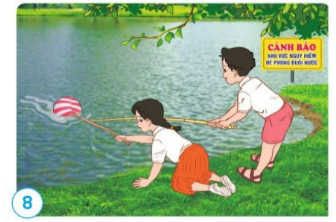 CẢNH BÁO
KHU VỰC NGUY HIỂM
ĐỀ PHÒNG ĐUỐI NƯỚC
8